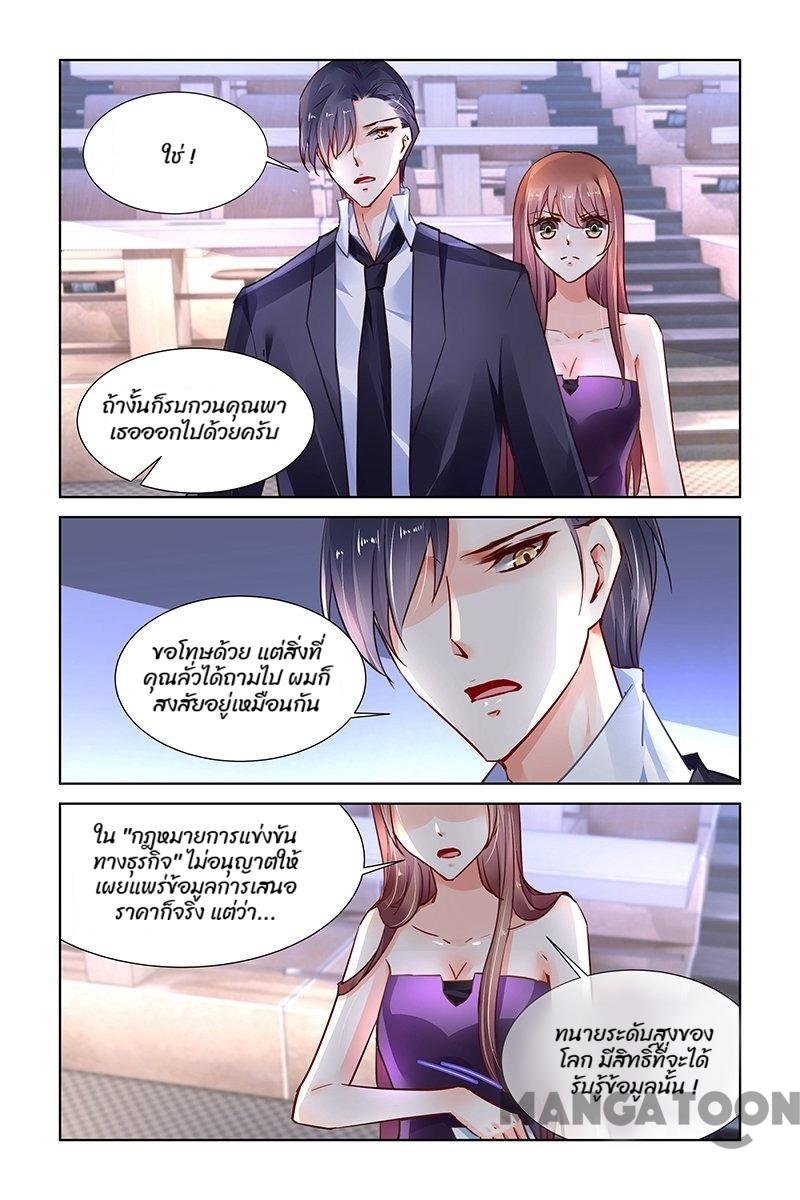 ใช่ !
ถ้างั้นก็รบกวนคุณพา
เธอออกไปด้วยครับ
ขอโทษด้วย แต่สิ่งที่
คุณลั่วได้ถามไป ผมก็
สงสัยอยู่เหมือนกัน
ใน "กฎหมายการแข่งขัน
ทางธุรกิจ" ไม่อนุญาตให้
เผยแพร่ข้อมูลการเสนอ
ราคาก็จริง แต่ว่า...
ทนายระดับสูงของ
โลก มีสิทธิ์ที่จะได้
รับรู้ข้อมูลนั้น !
MANGATOON